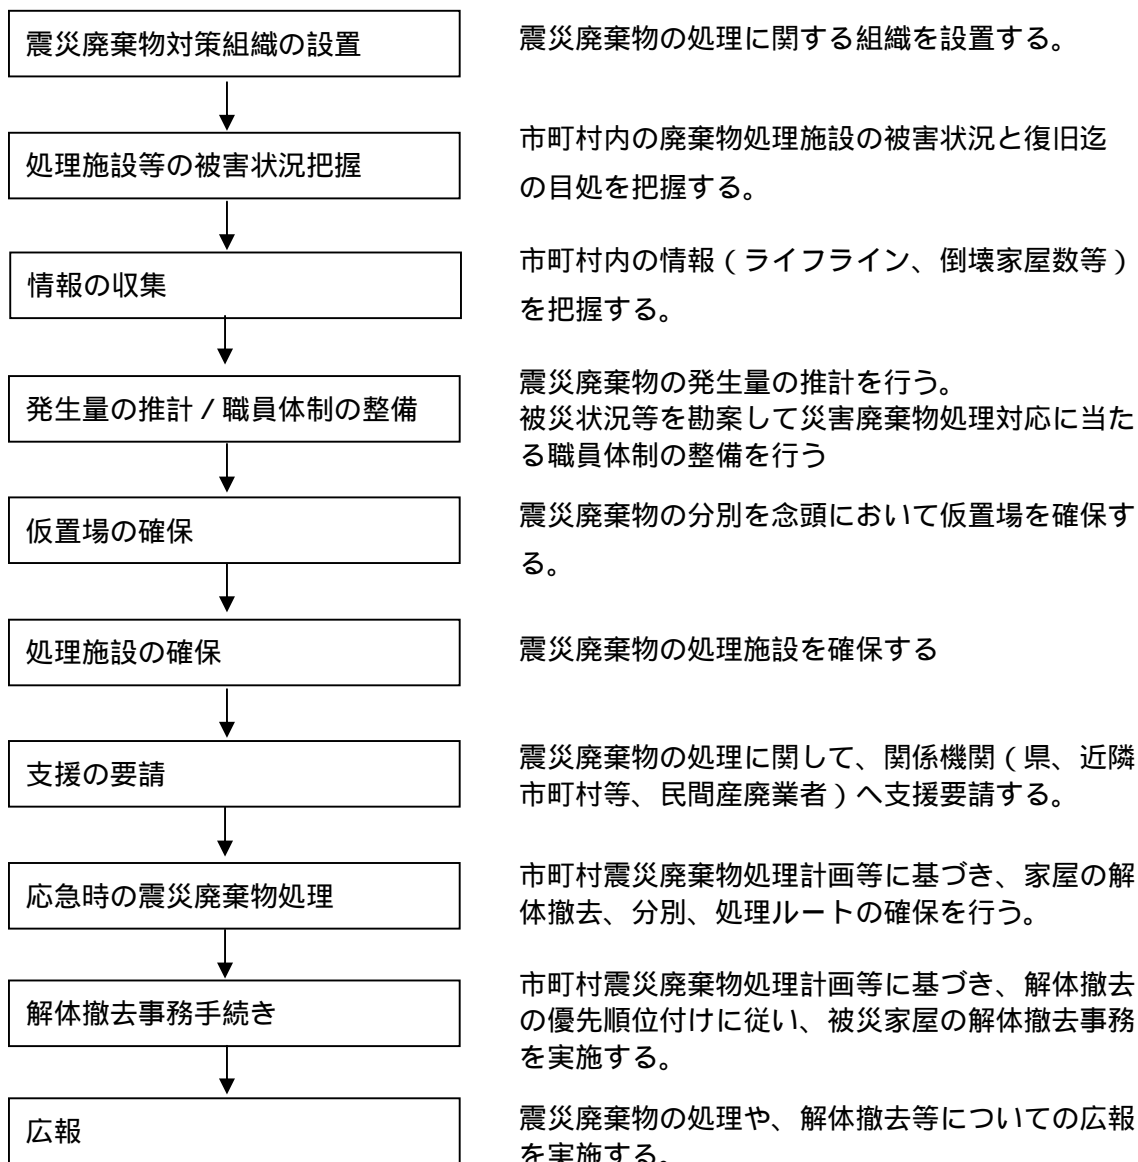 震災廃棄物対策組織の設置
震災廃棄物の処理に関する組織を設置する。
処理施設等の被害状況把握
市町村内の廃棄物処理施設の被害状況と復旧迄
の目処を把握する。
情報の収集
市町村内の情報（ライフライン、倒壊家屋数等）
を把握する。
発生量の推計／職員体制の整備
震災廃棄物の発生量の推計を行う。
被災状況等を勘案して災害廃棄物処理対応に当た
る職員体制の整備を行う
仮置場の確保
震災廃棄物の分別を念頭において仮置場を確保す
る。
処理施設の確保
震災廃棄物の処理施設を確保する
支援の要請
震災廃棄物の処理に関して、関係機関（県、近隣
市町村等、民間産廃業者）へ支援要請する。
応急時の震災廃棄物処理
市町村震災廃棄物処理計画等に基づき、家屋の解
体撤去、分別、処理ルートの確保を行う。
解体撤去事務手続き
市町村震災廃棄物処理計画等に基づき、解体撤去
の優先順位付けに従い、被災家屋の解体撤去事務
を実施する。
広報
震災廃棄物の処理や、解体撤去等についての広報
を実施する。